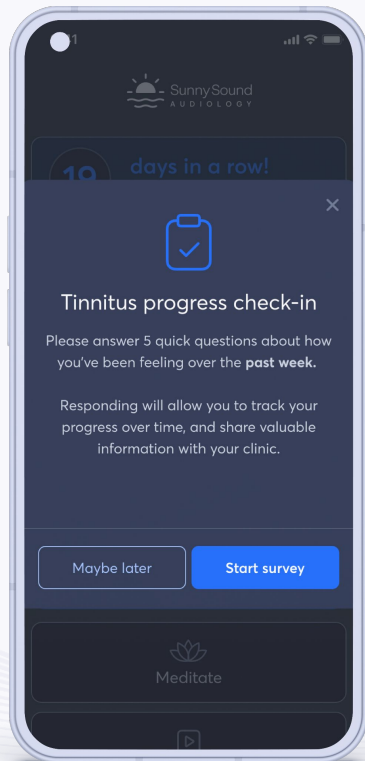 SunnySound
AUDIOLOGY
19
days in a row!
Tinnitus progress check-in
Please answer 5 quick questions about how
you've been feeling over the past week.
Responding will allow you to track your
progress over time, and share valuable
information with your clinic.
Maybe later
Start survey
Meditate